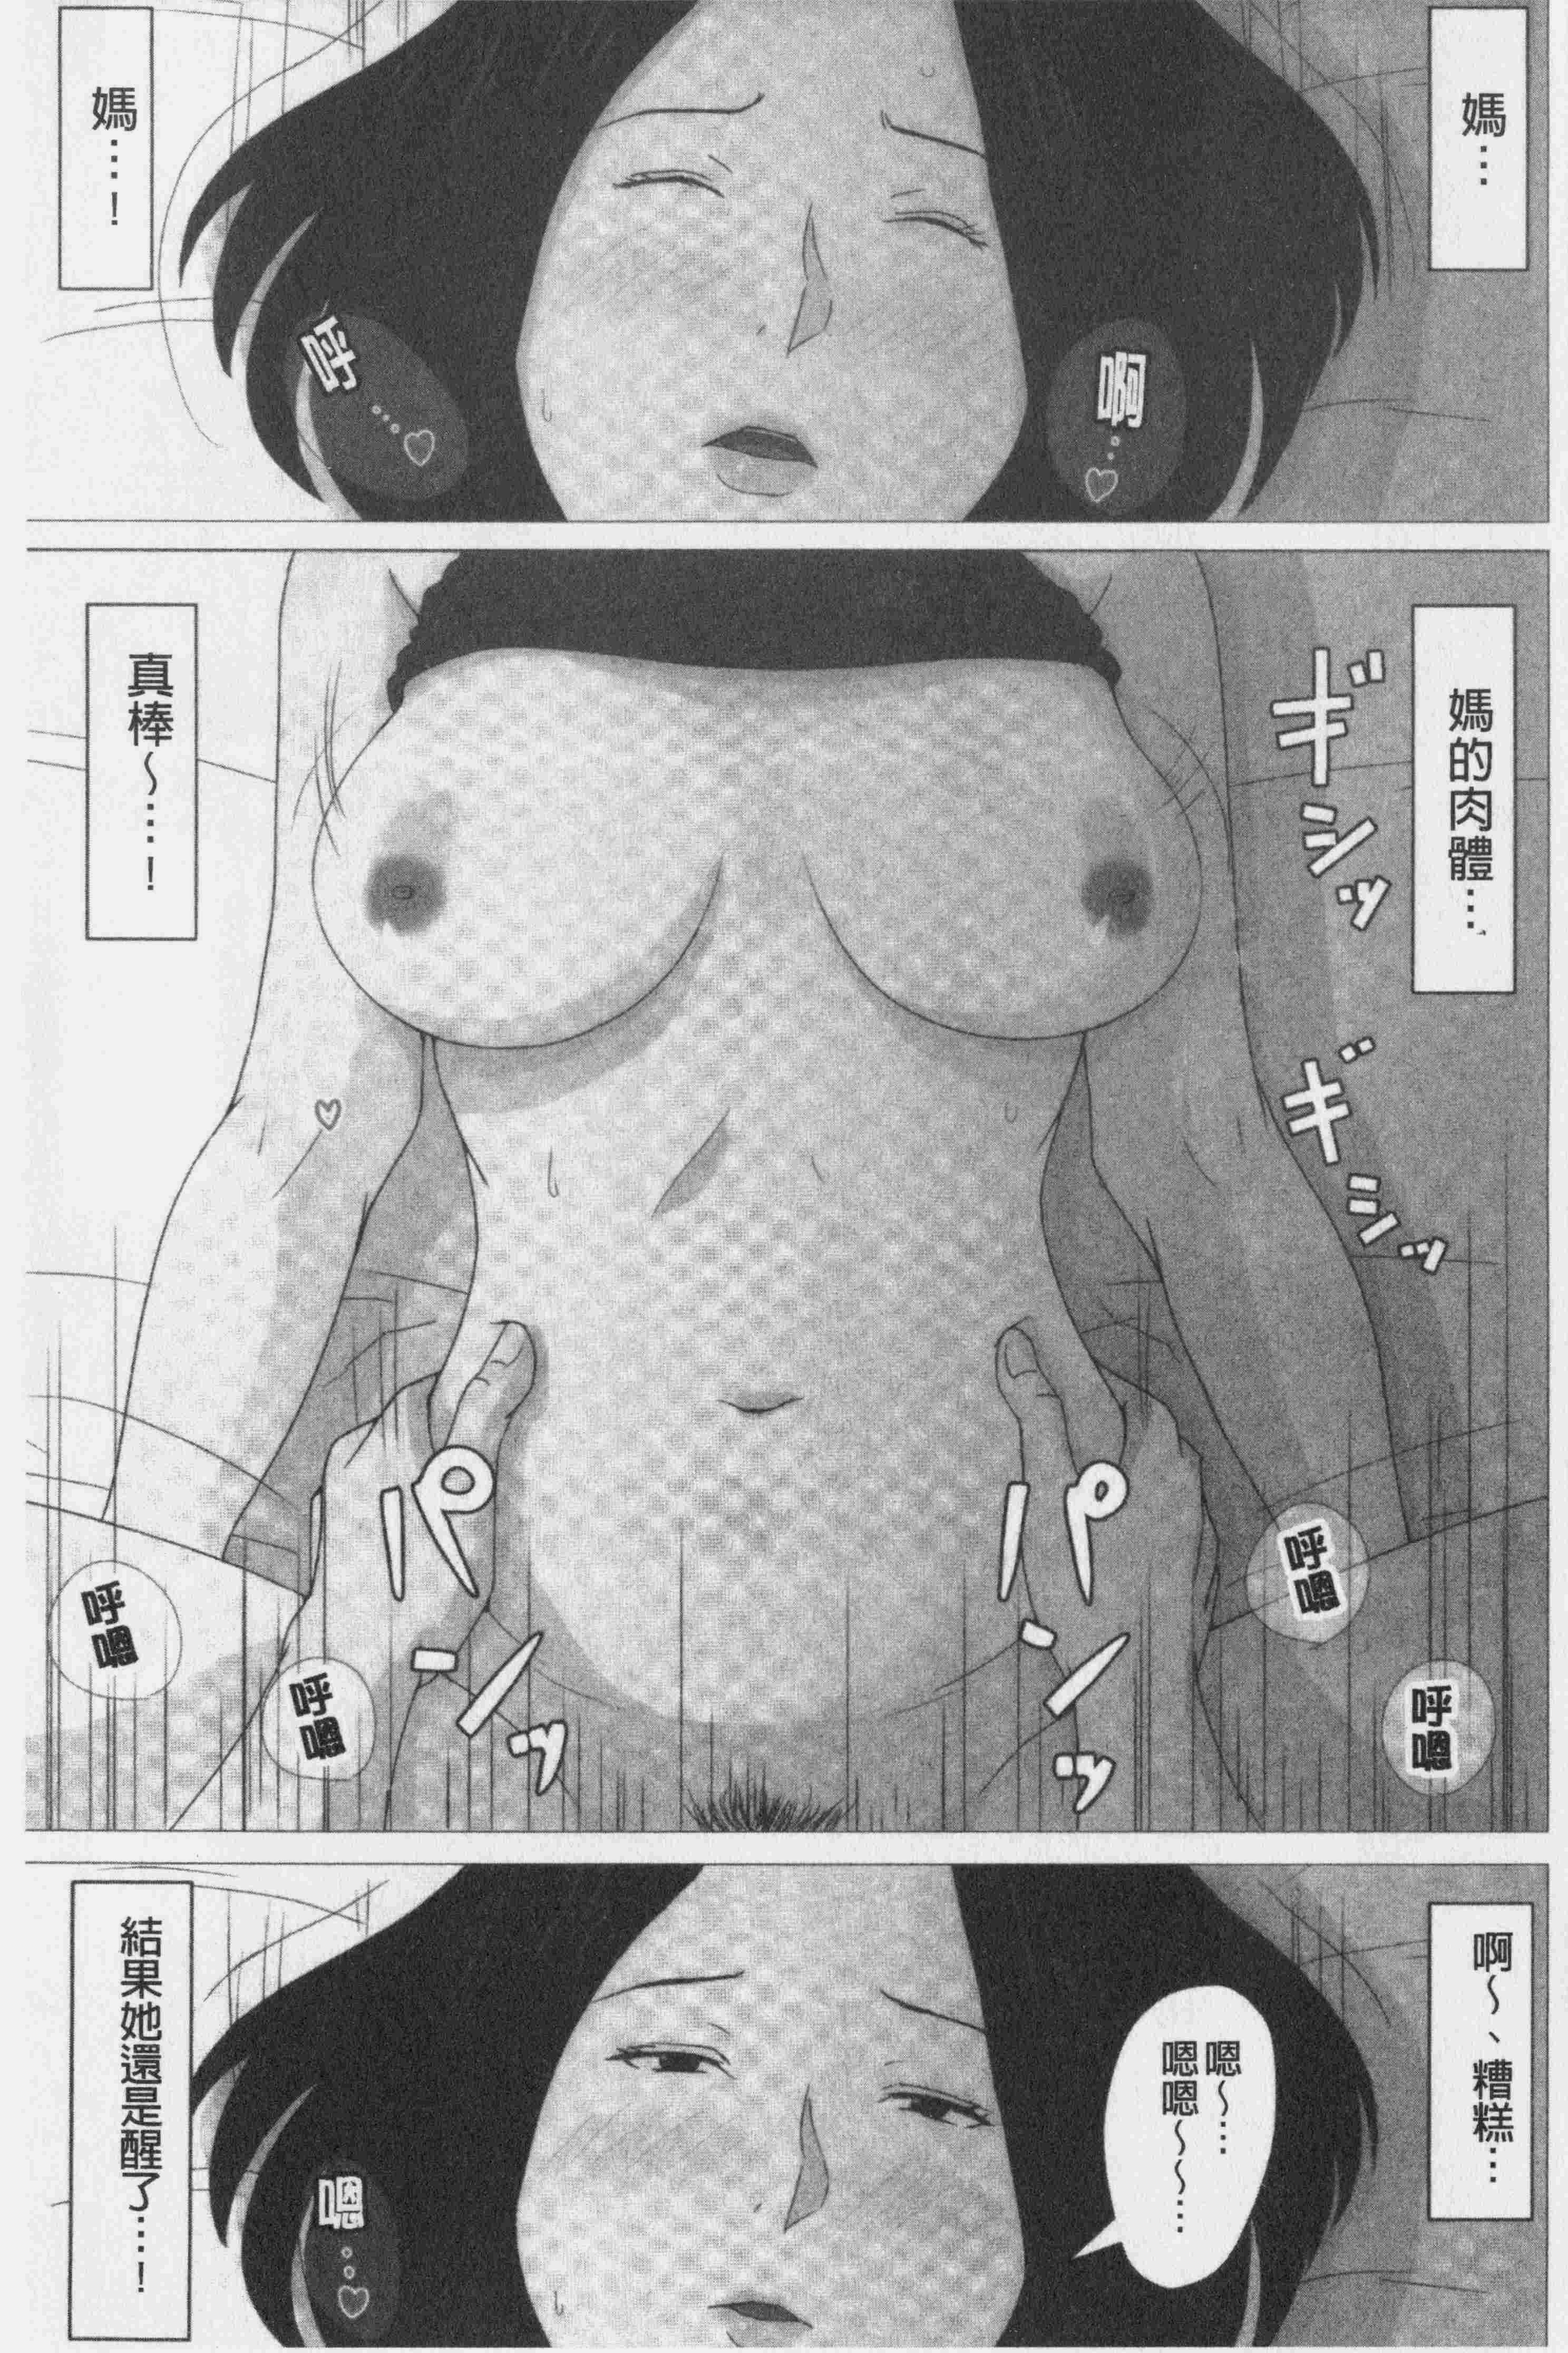 媽…
媽…！
啊…♡
呼…♡
媽的肉體…
真棒～…！
ギシッ
ギシッ
パンッ
パンッ
呼嗯
呼嗯
呼嗯
呼嗯
啊～、糟糕…
嗯～…
嗯嗯～～…
嗯…♡
結果她還是醒了…！